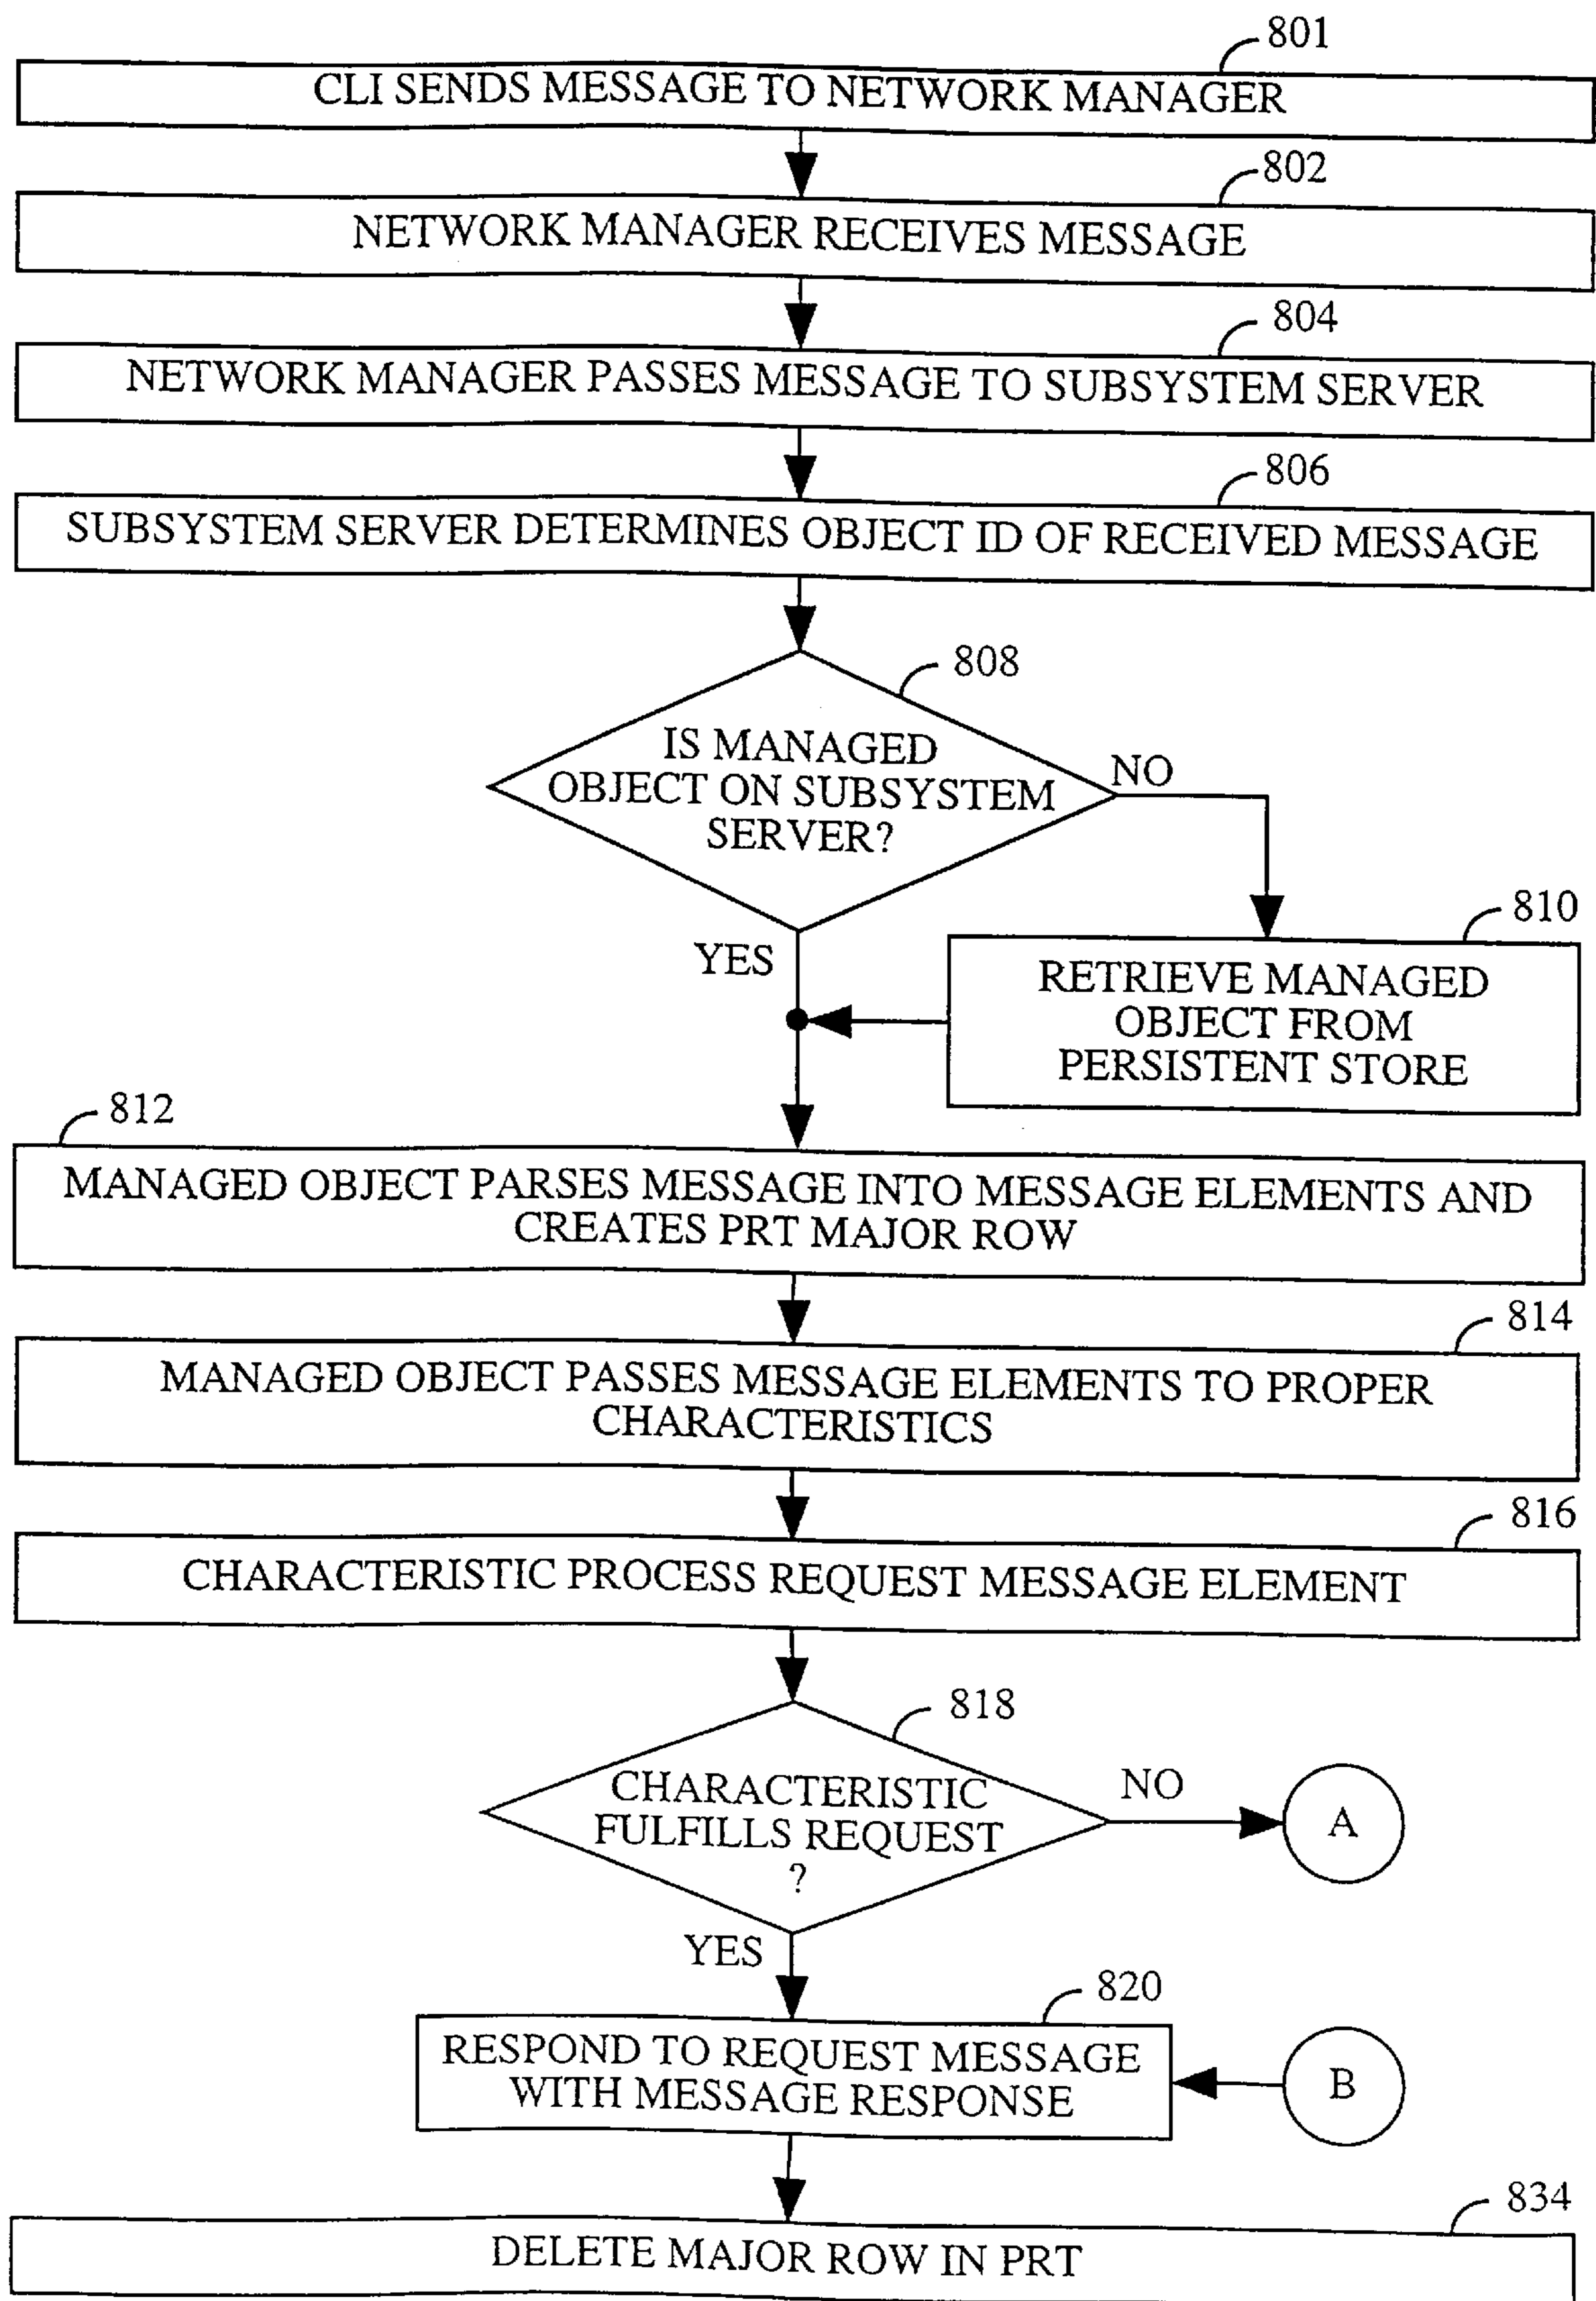 801
CLI SENDS MESSAGE TO NETWORK MANAGER
802
NETWORK MANAGER RECEIVES MESSAGE
804
NETWORK MANAGER PASSES MESSAGE TO SUBSYSTEM SERVER
806
SUBSYSTEM SERVER DETERMINES OBJECT ID OF RECEIVED MESSAGE
808
IS MANAGED
OBJECT ON SUBSYSTEM
SERVER?
NO
YES
810
RETRIEVE MANAGED
OBJECT FROM
PERSISTENT STORE
812
MANAGED OBJECT PARSES MESSAGE INTO MESSAGE ELEMENTS AND
CREATES PRT MAJOR ROW
814
MANAGED OBJECT PASSES MESSAGE ELEMENTS TO PROPER
CHARACTERISTICS
816
CHARACTERISTIC PROCESS REQUEST MESSAGE ELEMENT
818
CHARACTERISTIC
FULFILLS REQUEST
?
NO
A
YES
820
RESPOND TO REQUEST MESSAGE
WITH MESSAGE RESPONSE
B
834
DELETE MAJOR ROW IN PRT